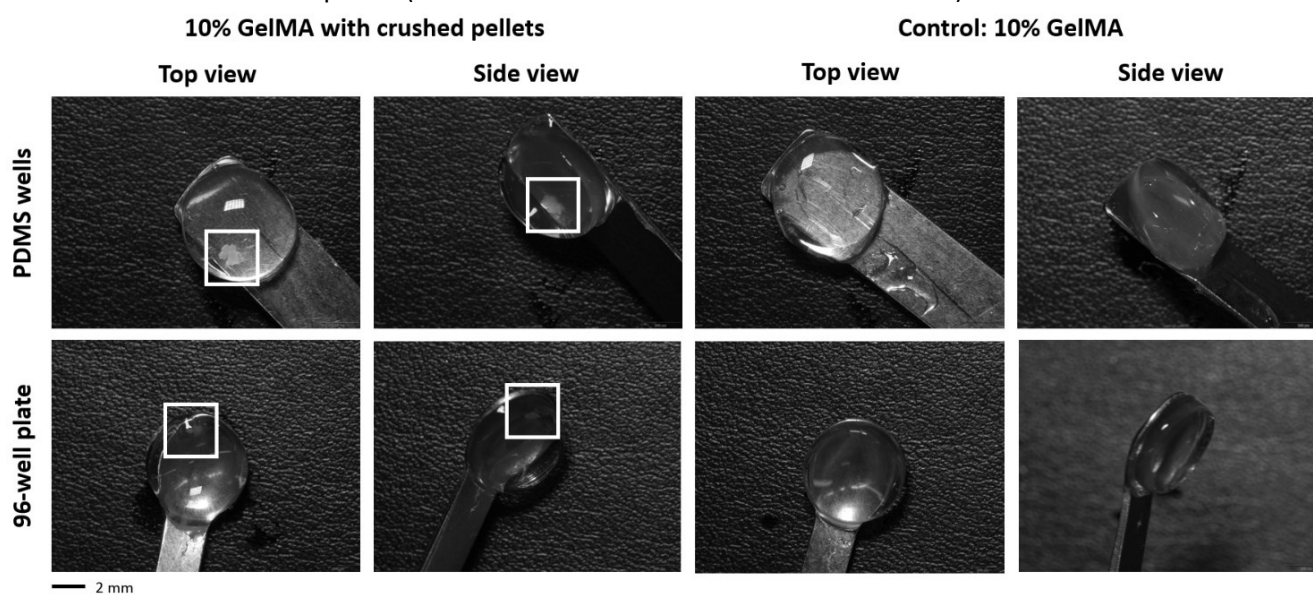 10% GelMA with crushed pellets
Control: 10% GelMA
Top view
Side view
Top view
Side view
PDMS wells
96-well plate
2 mm